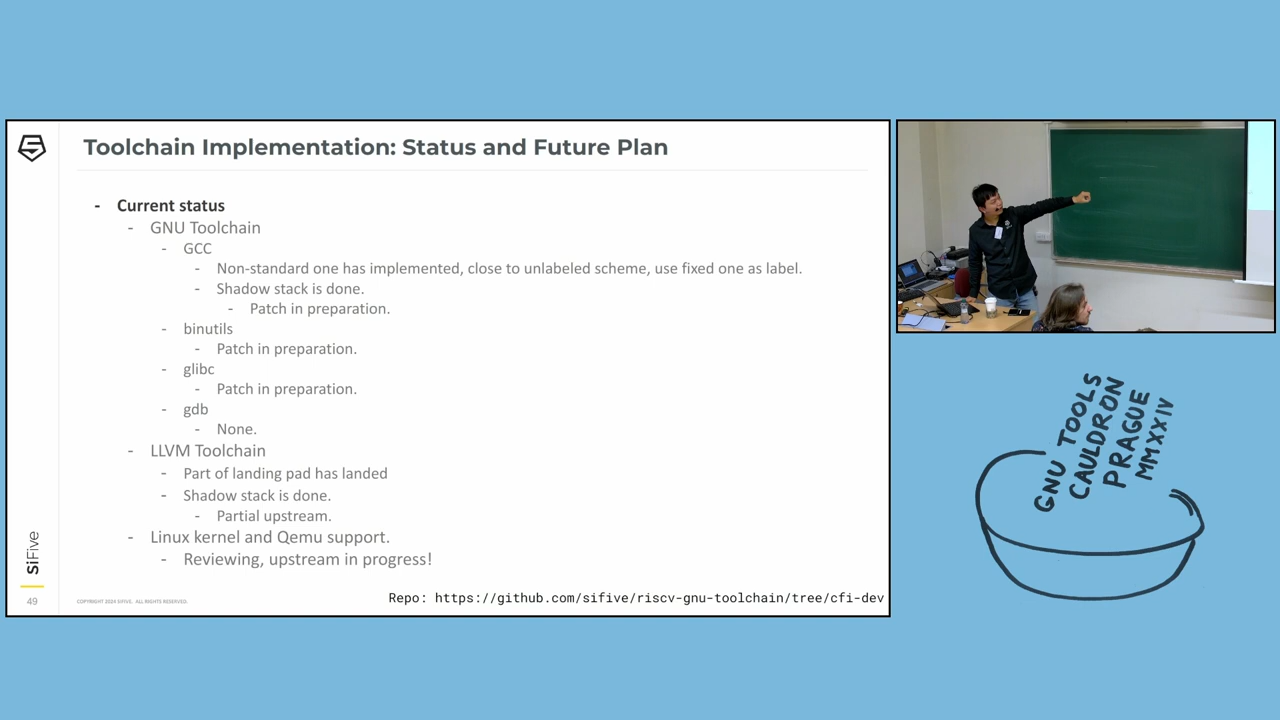 Toolchain Implementation: Status and Future Plan
- Current status
- GNU Toolchain
- GCC
- Non-standard one has implemented, close to unlabeled scheme, use fixed one as label.
- Shadow stack is done.
- Patch in preparation.
- binutils
- Patch in preparation.
- glibc
- Patch in preparation.
- gdb
- None.
- LLVM Toolchain
- Part of landing pad has landed
- Shadow stack is done.
- Partial upstream.
- Linux kernel and Qemu support.
- Reviewing, upstream in progress!
SiFive
49
COPYRIGHT 2024 SIFIVE. ALL RIGHTS RESERVED.
Repo: https://github.com/sifive/riscv-gnu-toolchain/tree/cfi-dev
GNU TOOLS
CAULDRON
PRAGUE
MMXXIV